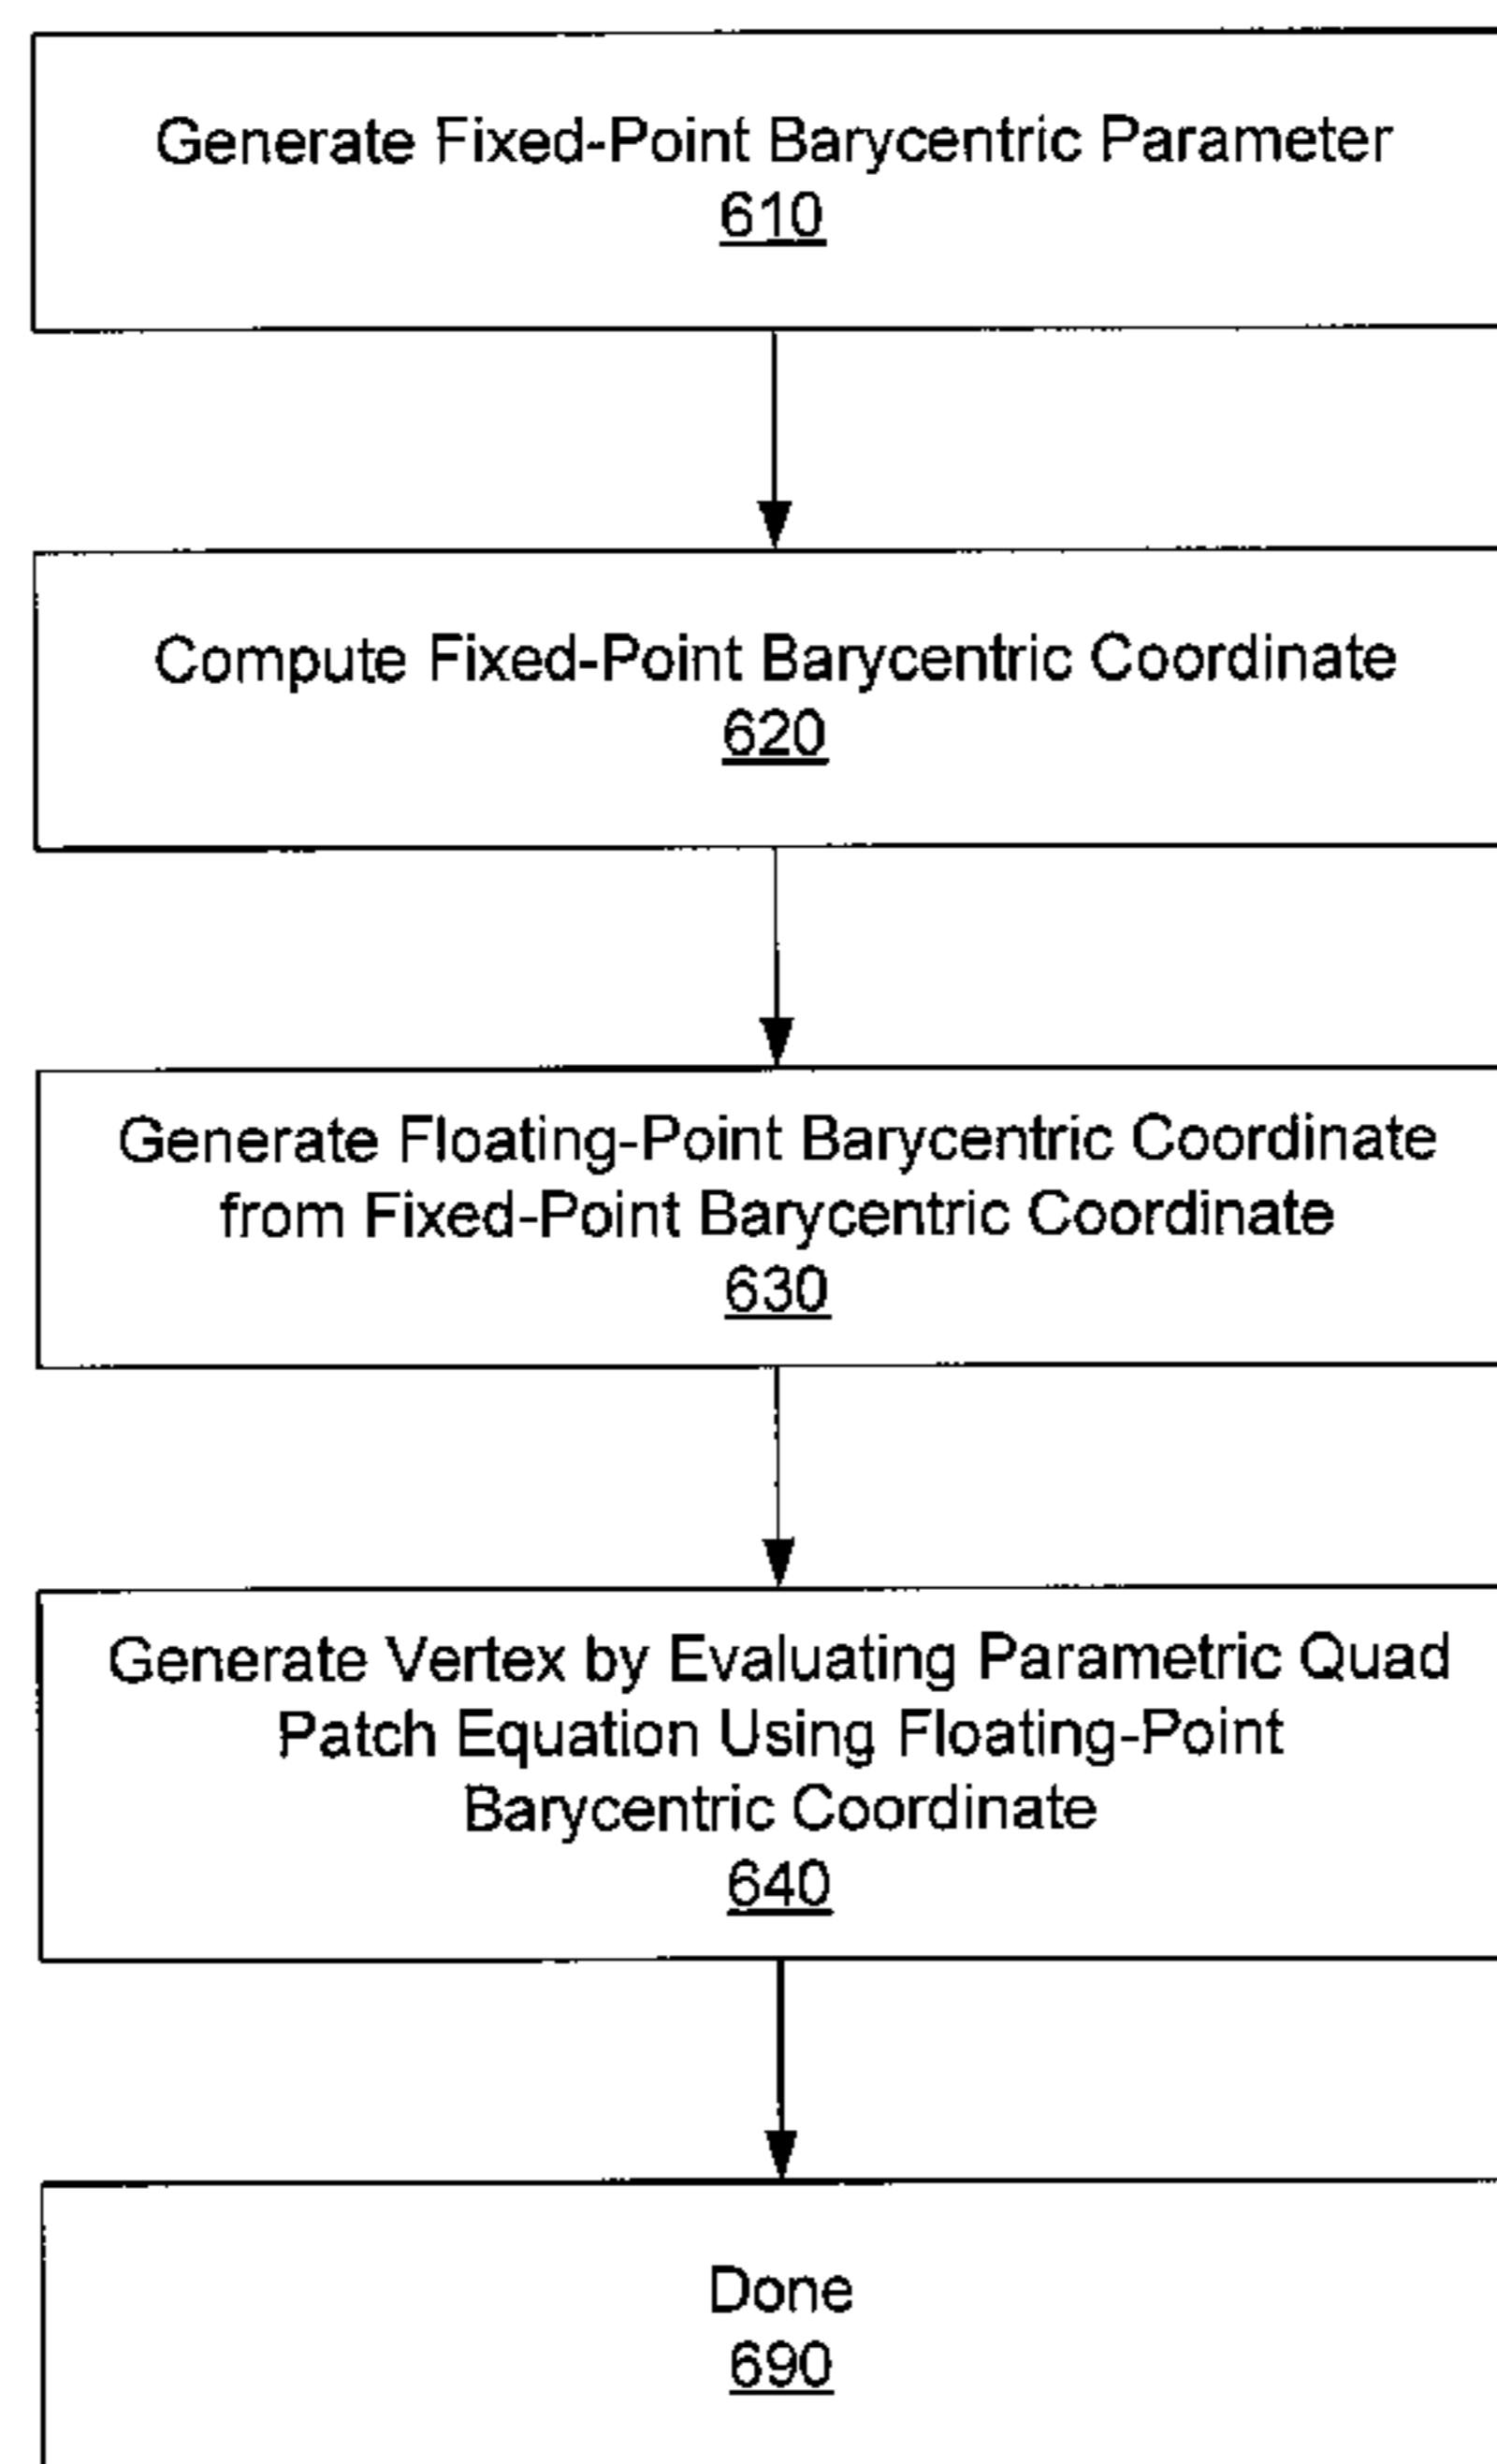 Generate Fixed-Point Barycentric Parameter
610
Compute Fixed-Point Barycentric Coordinate
620
Generate Floating-Point Barycentric Coordinate
from Fixed-Point Barycentric Coordinate
630
Generate Vertex by Evaluating Parametric Quad
Patch Equation Using Floating-Point
Barycentric Coordinate
640
Done
690